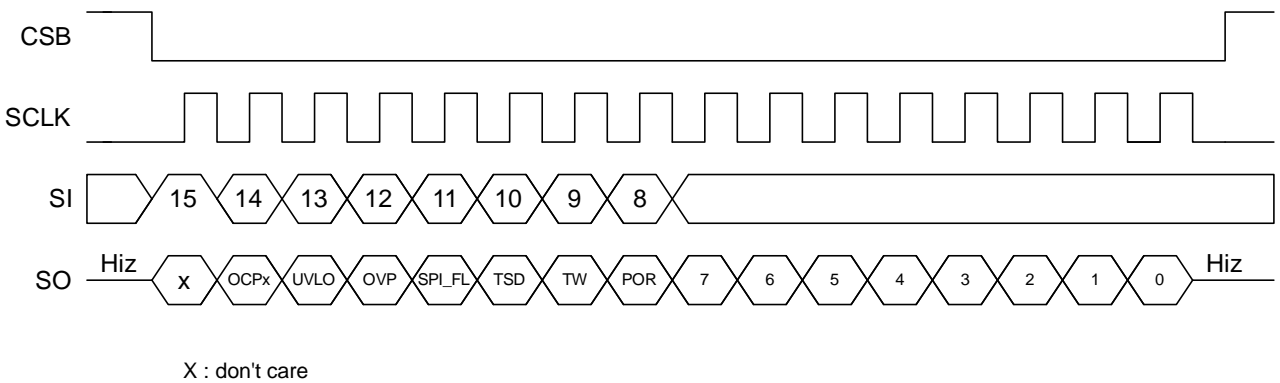 CSB
SCLK
SI 15 14 13 12 11 10 9 8
SO Hiz x OCPx UVLO OVP SPI_FL TSD TW POR 7 6 5 4 3 2 1 0 Hiz
X : don't care